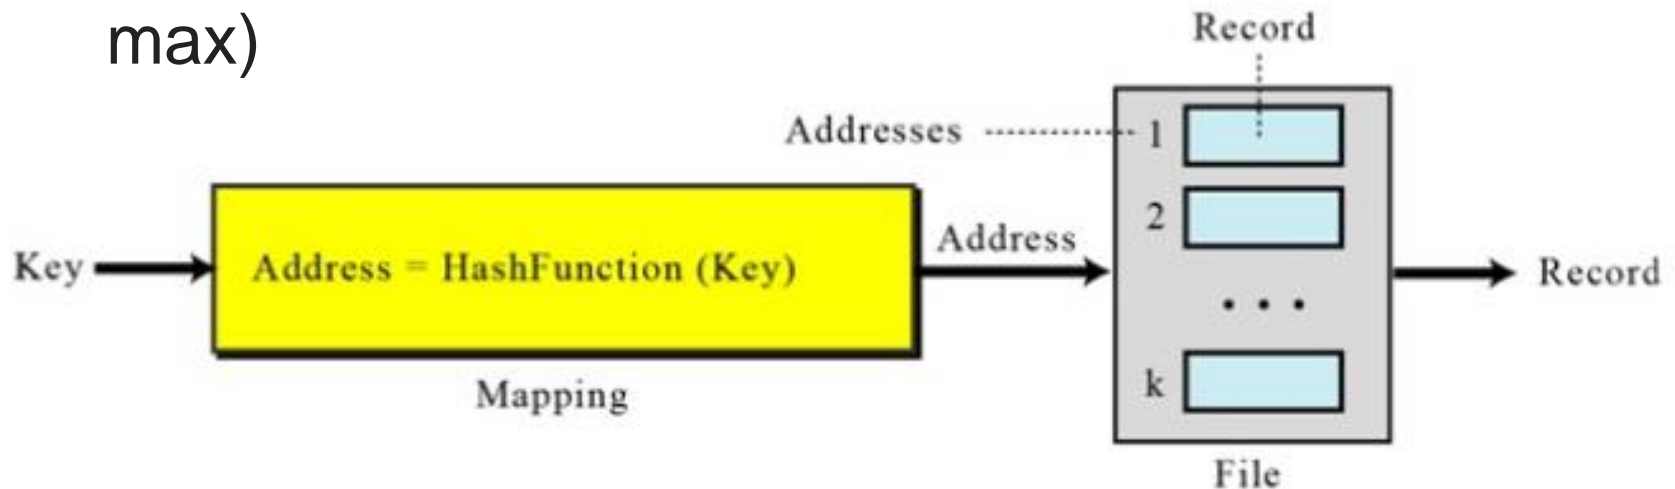 max)
Record
Addresses
1
2
Key
Address = HashFunction (Key)
Address
Record
• • •
k
Mapping
File